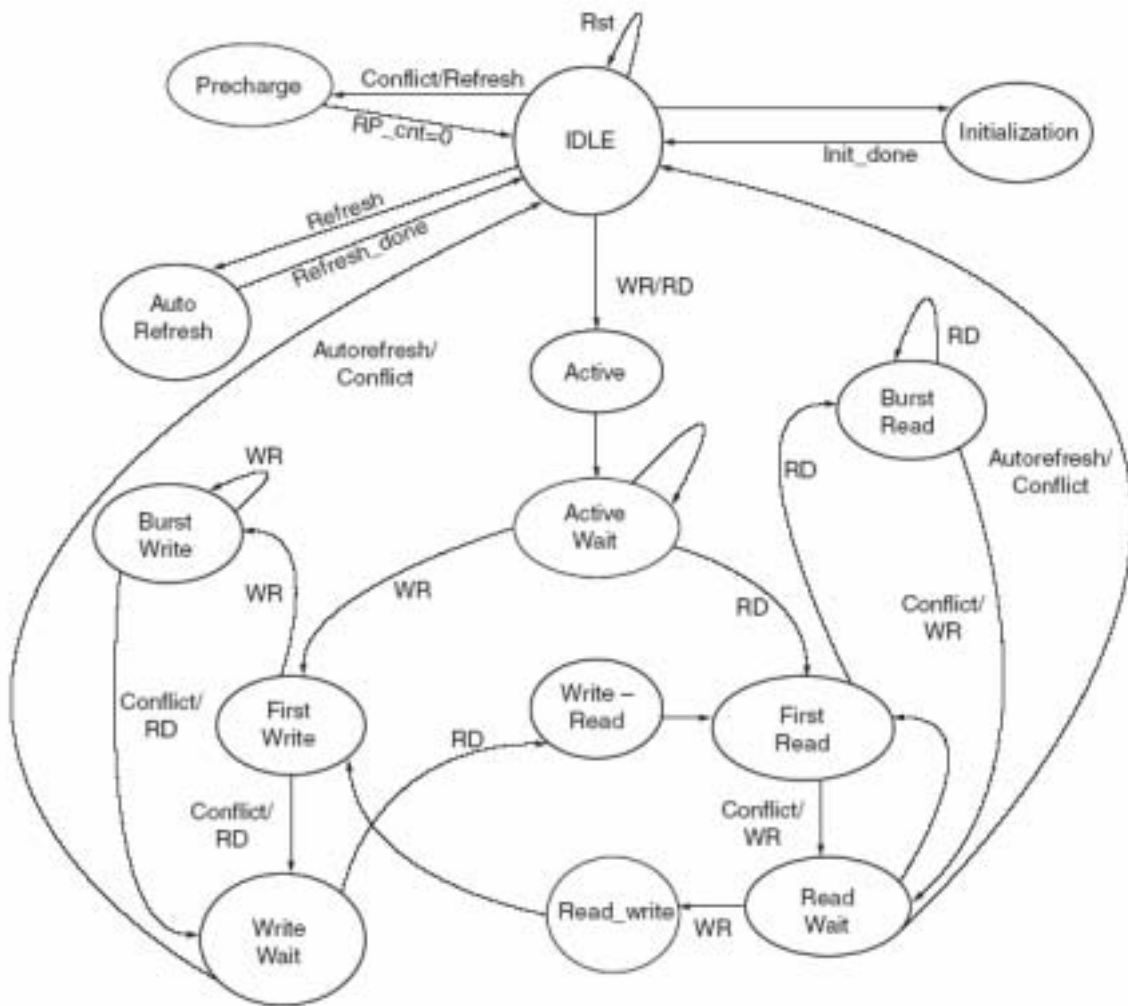 Rst
Precharge
Conflict/Refresh
RP_cnt=0
IDLE
Initialization
Init_done
Refresh
Refresh_done
Auto
Refresh
WR/RD
Autorefresh/
Conflict
Active
RD
Burst
Read
WR
Burst
Write
Active
Wait
RD
Autorefresh/
Conflict
WR
WR
RD
Conflict/
WR
Conflict/
RD
First
Write
Write –
Read
First
Read
RD
Conflict/
RD
Conflict/
WR
Write
Wait
Read_write
WR
Read
Wait